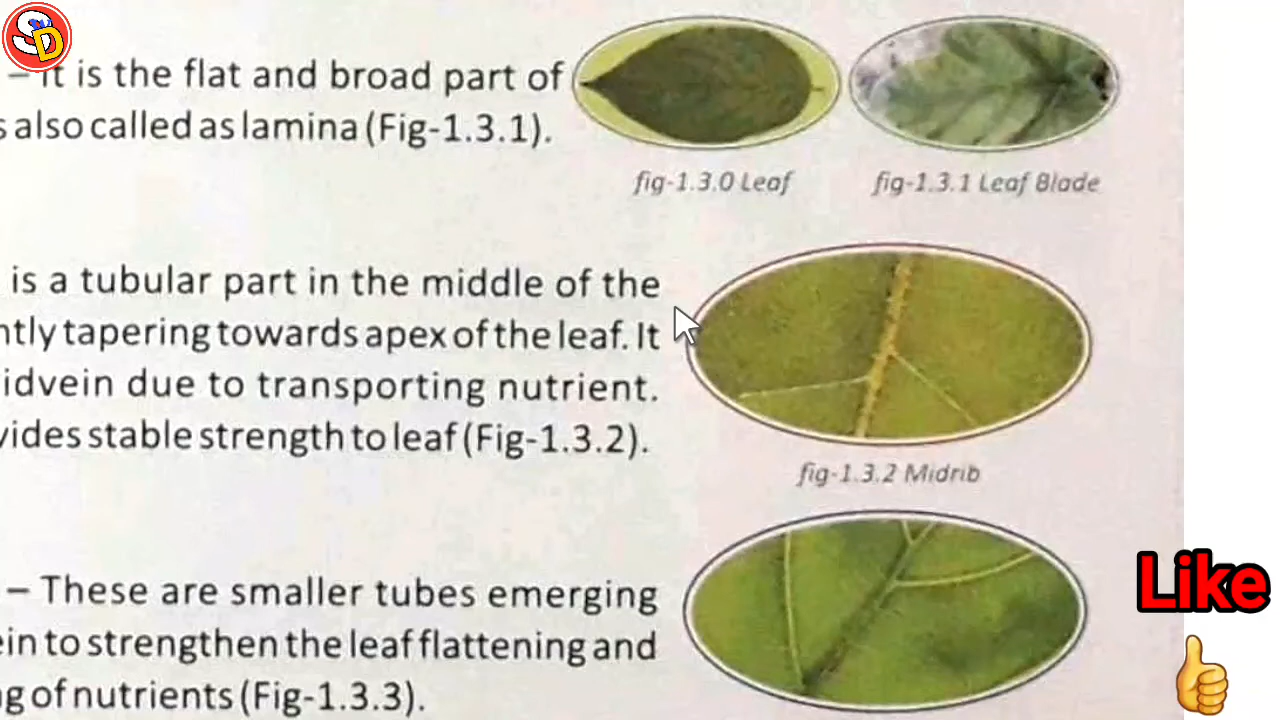 SD
– It is the flat and broad part of
also called as lamina (Fig-1.3.1).
fig-1.3.0 Leaf
fig-1.3.1 Leaf Blade
is a tubular part in the middle of the
tapering towards apex of the leaf. It
due to transporting nutrient.
stable strength to leaf (Fig-1.3.2).
fig-1.3.2 Midrib
– These are smaller tubes emerging
to strengthen the leaf flattening and
of nutrients (Fig-1.3.3).
Like